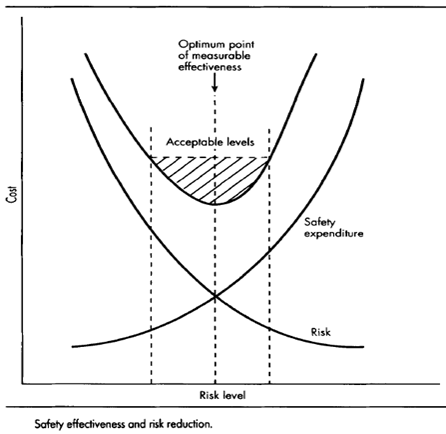 Optimum point
of measurable
effectiveness
Acceptable levels
Cost
Safety
expenditure
Risk
Risk level
Safety effectiveness and risk reduction.